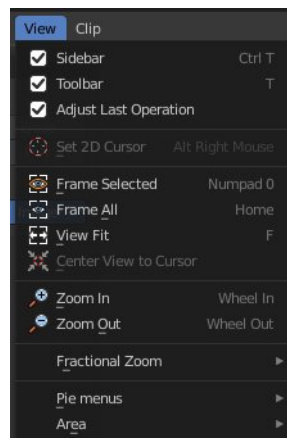 View Clip
Sidebar Ctrl T
Toolbar T
Adjust Last Operation
Set 2D Cursor Alt Right Mouse
Frame Selected Numpad 0
Frame All Home
View Fit F
Center View to Cursor
Zoom In Wheel In
Zoom Out Wheel Out
Fractional Zoom
Pie menus
Area